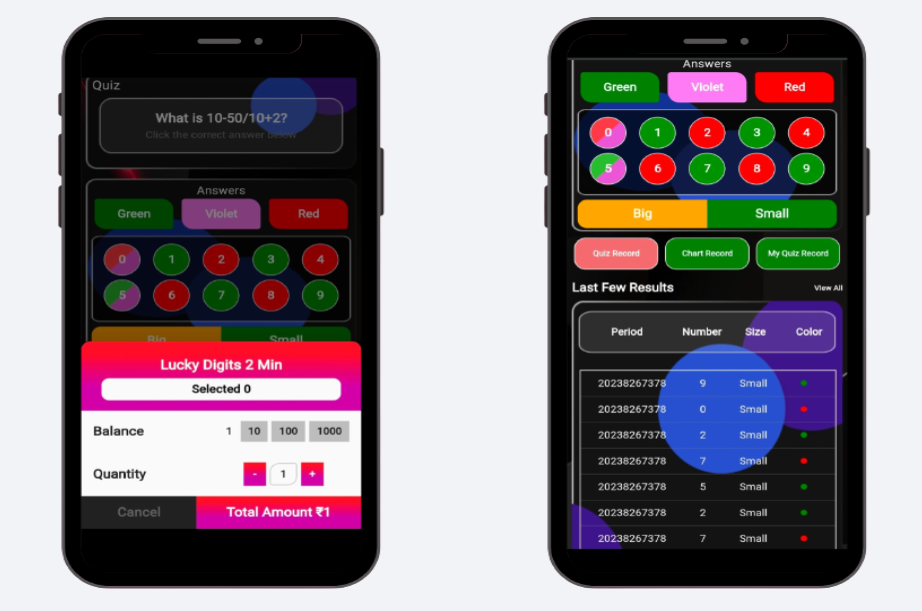 Quiz
What is 10-50/10+2?
Click the correct answer below
Answers
Green Violet Red
0 1 2 3 4
5 6 7 8 9
Big Small
Lucky Digits 2 Min
Selected 0
Balance 1 10 100 1000
Quantity - 1 +
Cancel Total Amount ₹1
Answers
Green Violet Red
0 1 2 3 4
5 6 7 8 9
Big Small
Quiz Record Chart Record My Quiz Record
Last Few Results View All
Period Number Size Color
20238267378 9 Small
20238267378 0 Small
20238267378 2 Small
20238267378 7 Small
20238267378 5 Small
20238267378 2 Small
20238267378 7 Small